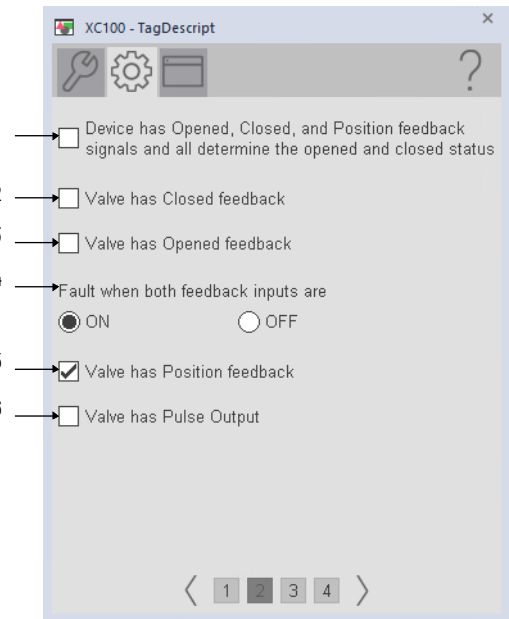 XC100 - TagDescript
Device has Opened, Closed, and Position feedback
signals and all determine the opened and closed status
Valve has Closed feedback
Valve has Opened feedback
Fault when both feedback inputs are
ON OFF
Valve has Position feedback
Valve has Pulse Output
1 2 3 4